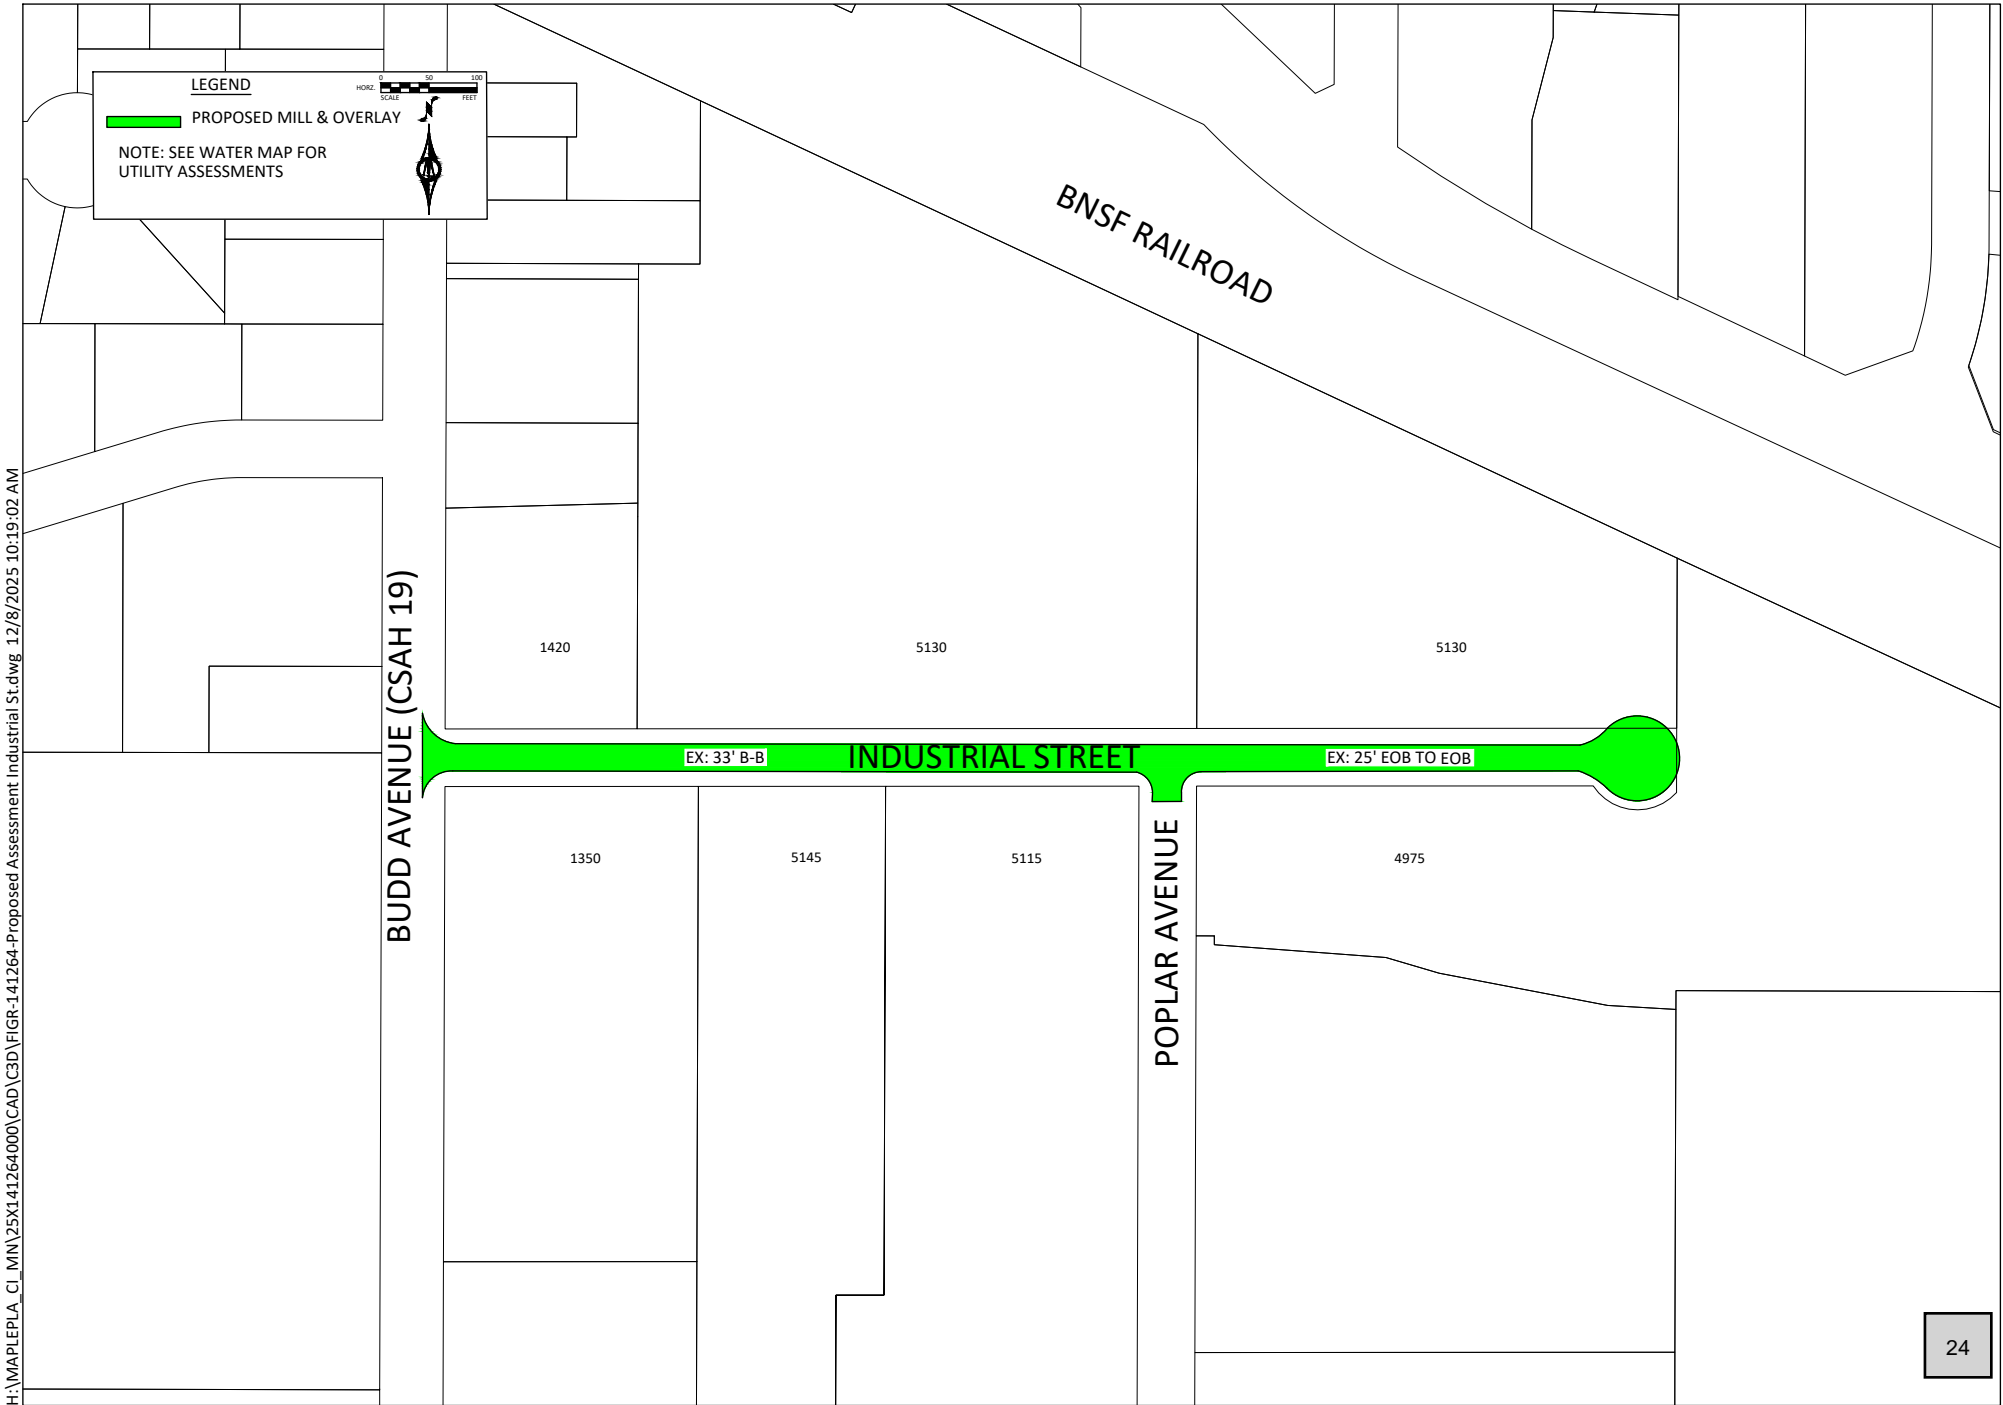 LEGEND
0 50 100
HORZ.
SCALE FEET
PROPOSED MILL & OVERLAY
N
NOTE: SEE WATER MAP FOR
UTILITY ASSESSMENTS
BNSF RAILROAD
H:\MAPLEPLA_CI_MN\25X141264000\CAD\C3D\FIGR-141264-Proposed Assessment Industrial St.dwg 12/8/2025 10:19:02 AM
BUDD AVENUE (CSAH 19)
1420
5130
5130
EX: 33' B-B
INDUSTRIAL STREET
EX: 25' EOB TO EOB
1350
5145
5115
POPLAR AVENUE
4975
24